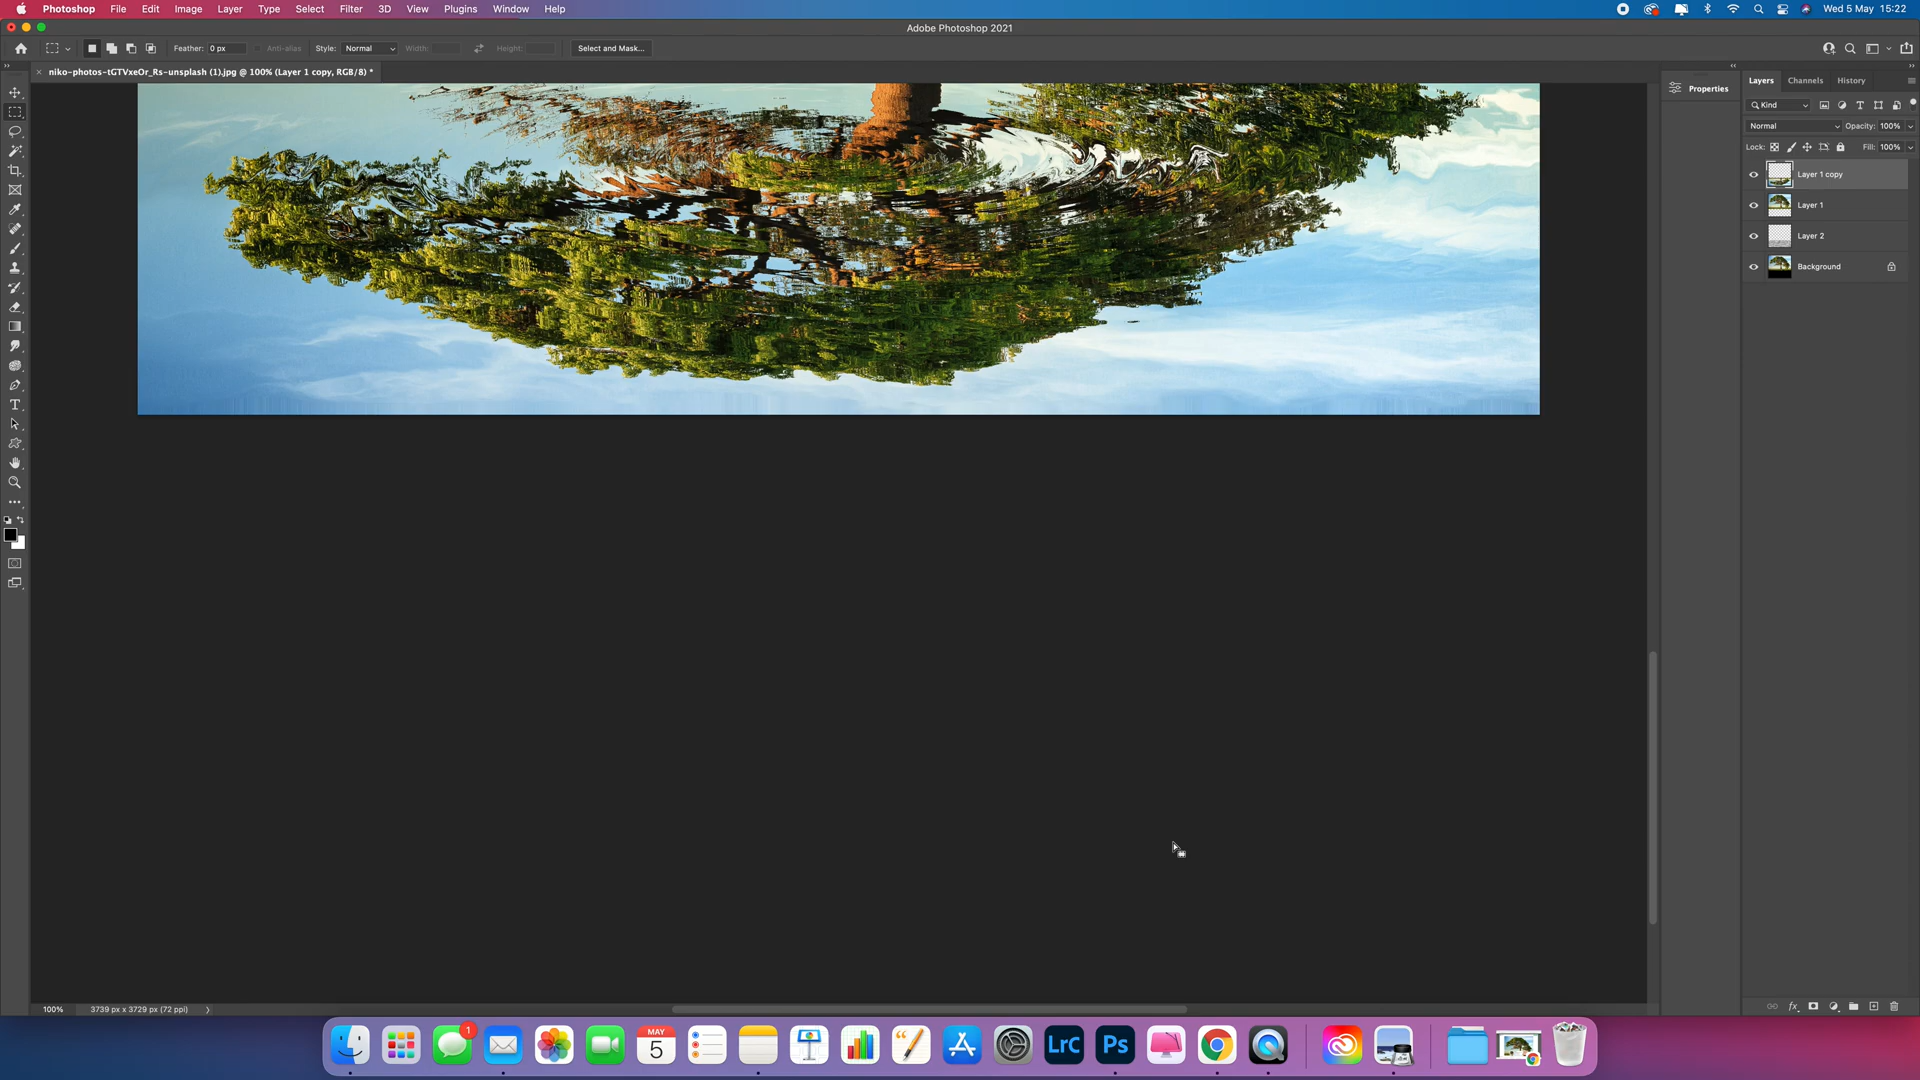 Photoshop File Edit Image Layer Type Select Filter 3D View Plugins Window Help Wed 5 May 15:22
Adobe Photoshop 2021
Feather: 0 px Anti-alias Style: Normal Width: Height: Select and Mask...
niko-photos-tGTVxeOr_Rs-unsplash (1).jpg @ 100% (Layer 1 copy, RGB/8) *
Properties
Layers Channels History
Kind
Normal Opacity: 100%
Lock: Fill: 100%
Layer 1 copy
Layer 1
Layer 2
Background
fx
100% 3739 px x 3729 px (72 ppi)
1
MAY
5
LrC
Ps